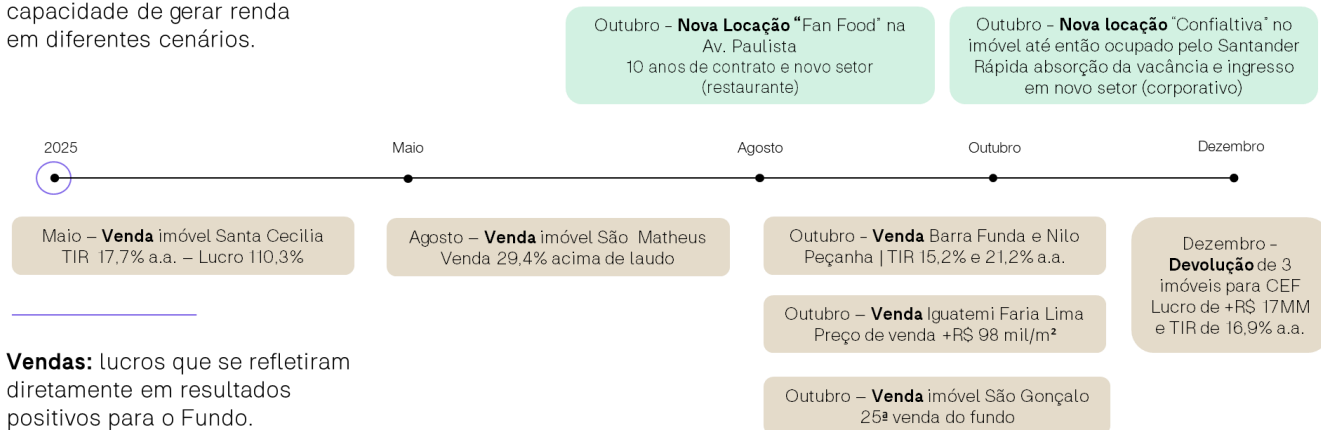 capacidade de gerar renda
em diferentes cenários.
Outubro - Nova Locação “Fan Food” na
Av. Paulista
10 anos de contrato e novo setor
(restaurante)
Outubro - Nova locação “Confialtiva” no
imóvel até então ocupado pelo Santander
Rápida absorção da vacância e ingresso
em novo setor (corporativo)
2025
Maio
Agosto
Outubro
Dezembro
Maio – Venda imóvel Santa Cecilia
TIR 17,7% a.a. – Lucro 110,3%
Agosto – Venda imóvel São Matheus
Venda 29,4% acima de laudo
Outubro - Venda Barra Funda e Nilo
Peçanha | TIR 15,2% e 21,2% a.a.
Outubro – Venda Iguatemi Faria Lima
Preço de venda +R$ 98 mil/m²
Outubro – Venda imóvel São Gonçalo
25ª venda do fundo
Dezembro -
Devolução de 3
imóveis para CEF
Lucro de +R$ 17MM
e TIR de 16,9% a.a.
Vendas: lucros que se refletiram
diretamente em resultados
positivos para o Fundo.